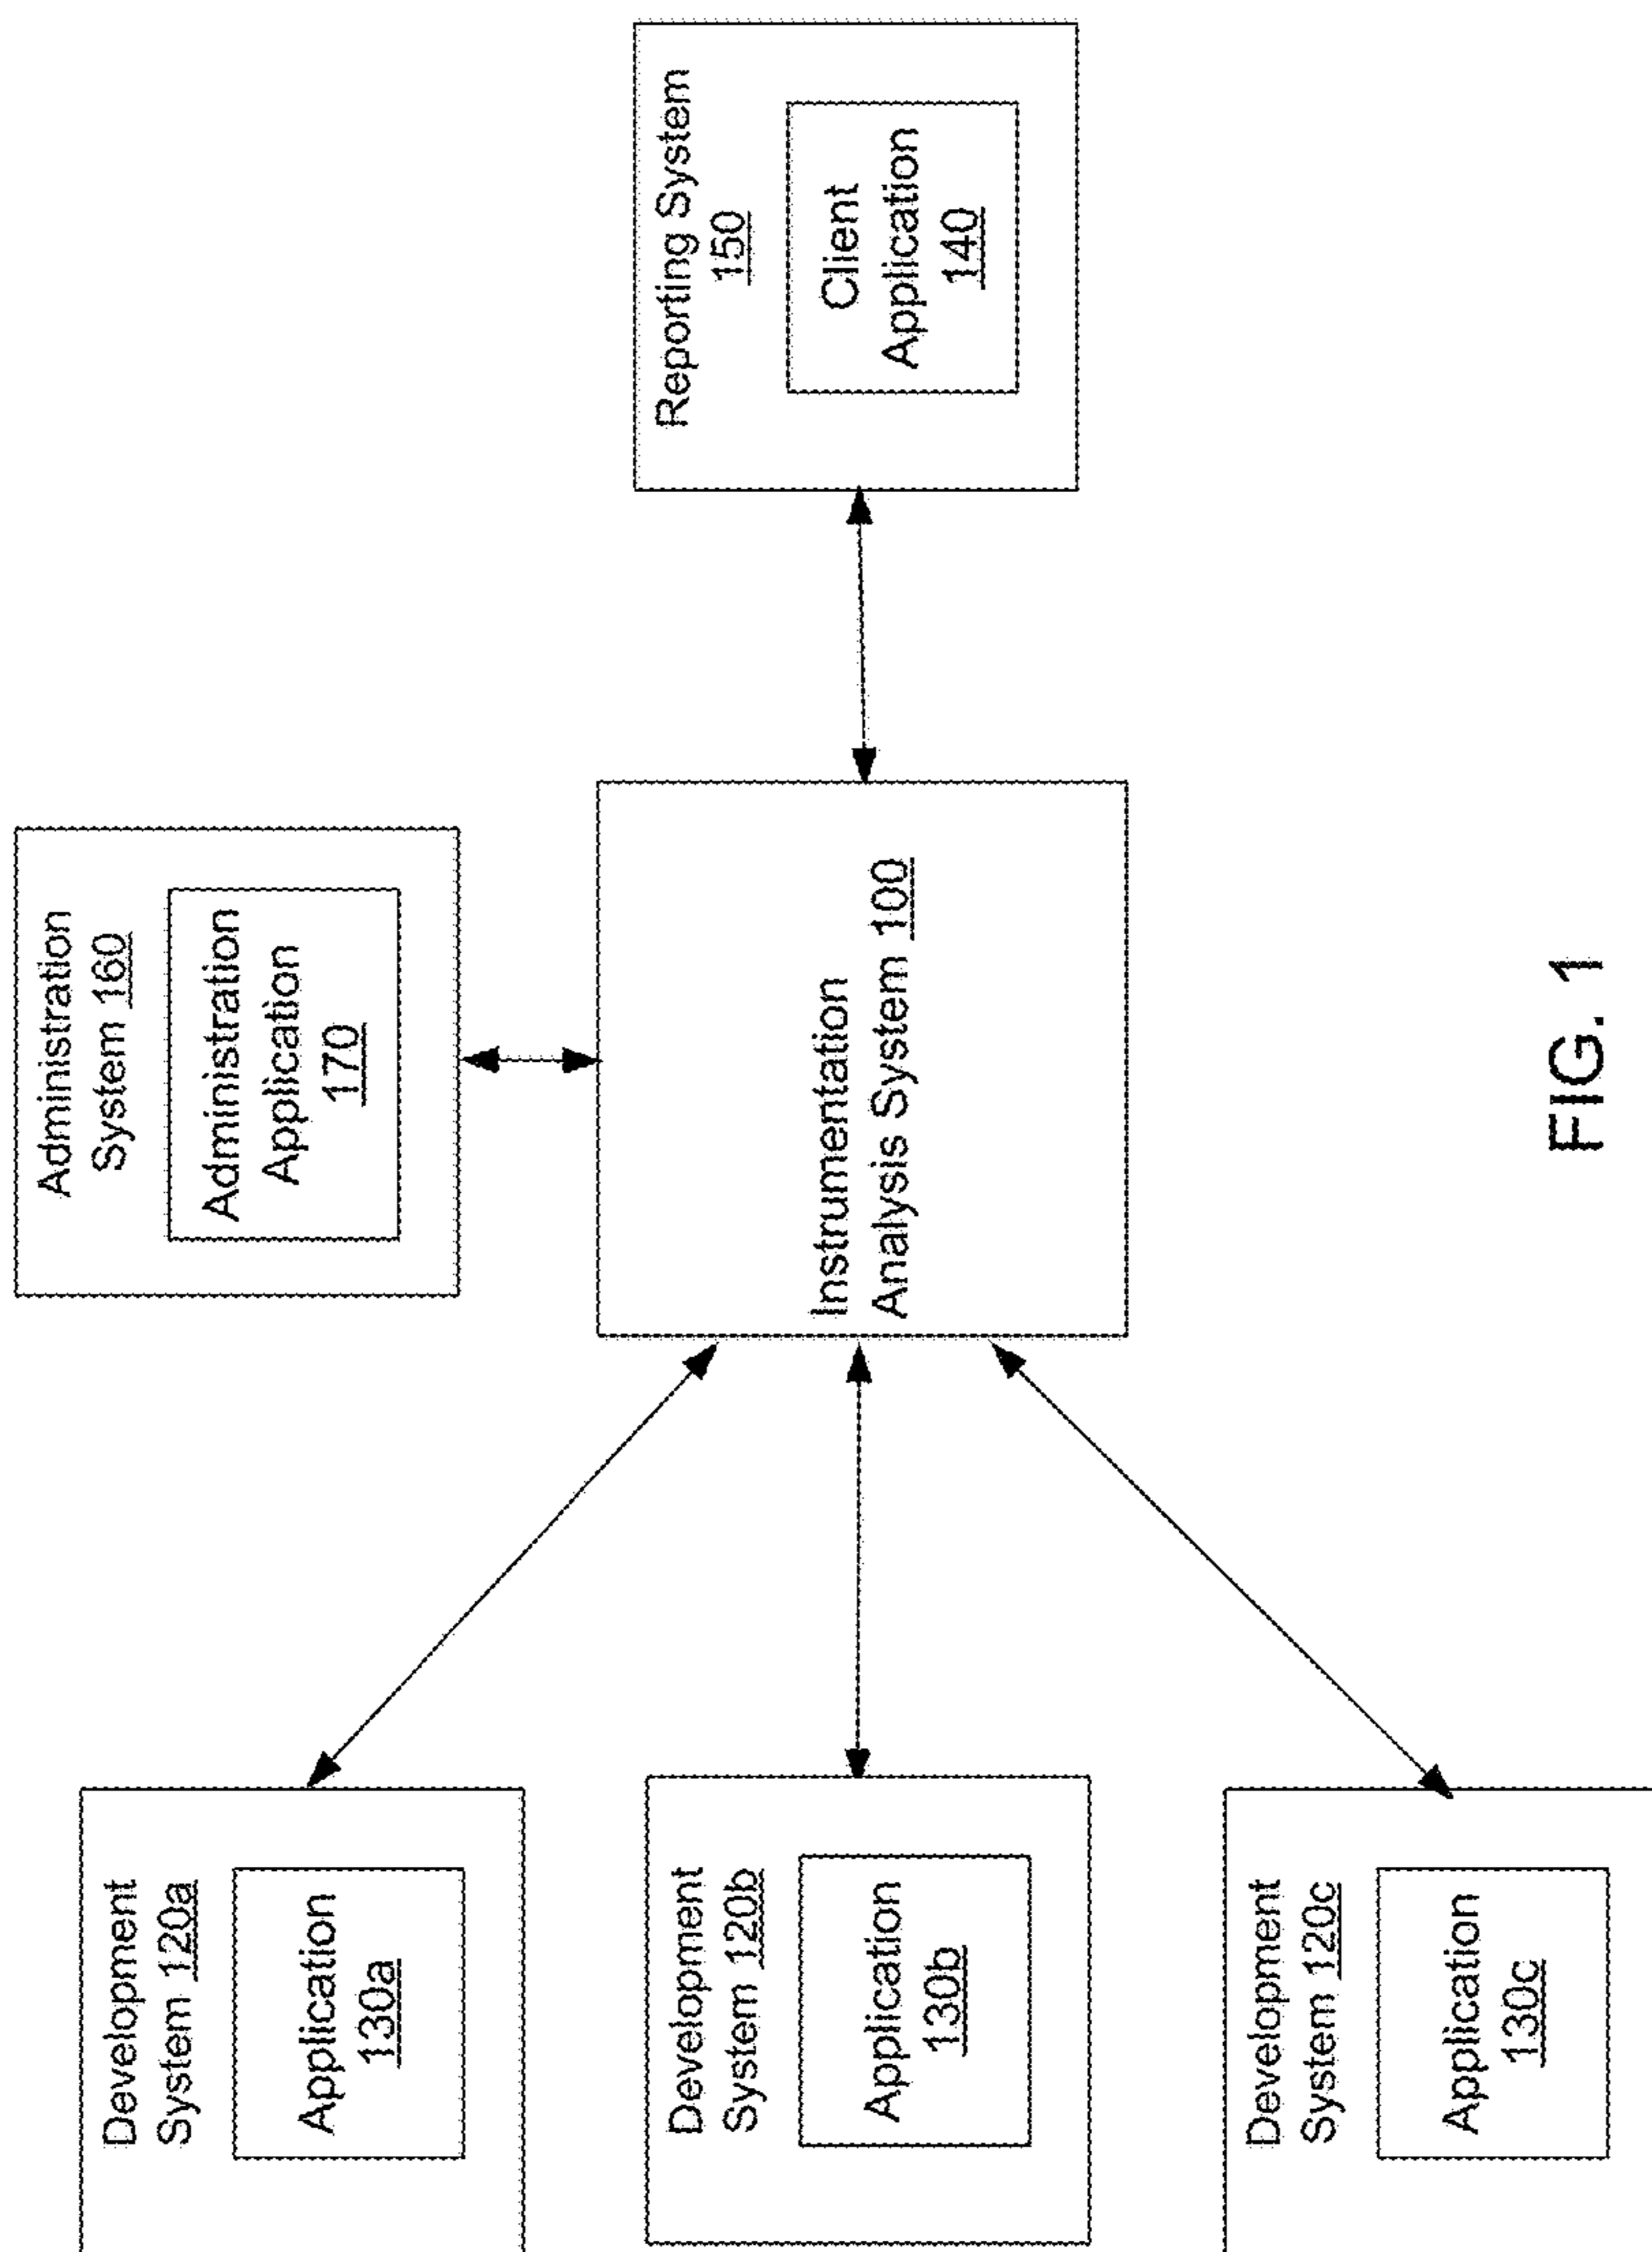 Administration
System 160
Administration
Application
170
Development
System 120a
Application
130a
Development
System 120b
Application
130b
Development
System 120c
Application
130c
Instrumentation
Analysis System 100
Reporting System
150
Client
Application
140
FIG. 1